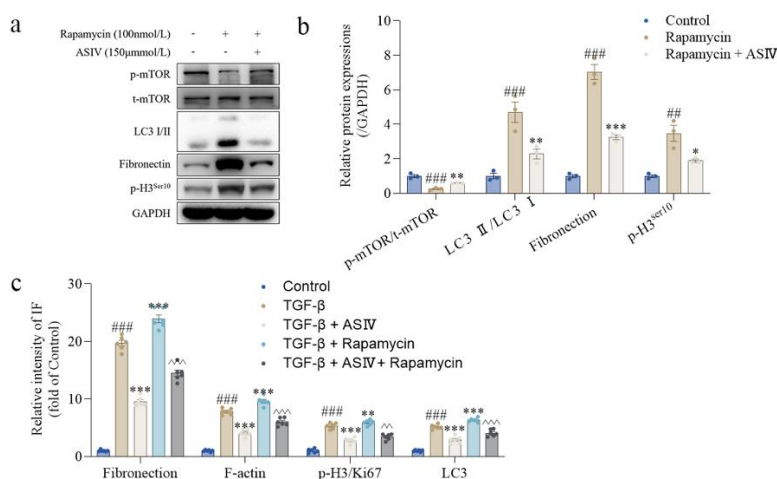 a
Rapamycin (100nmol/L) - + +
ASIV (150μmmol/L) - - +
p-mTOR
t-mTOR
LC3 I/II
Fibronectin
p-H3Ser10
GAPDH
b
Control
Rapamycin
Rapamycin + ASⅣ
Relative protein expressions
(/GAPDH)
10
8
6
4
2
0
###
**
###
**
###
***
##
*
p-mTOR/t-mTOR
LC3 Ⅱ/LC3 Ⅰ
Fibronection
p-H3ser10
c
Control
TGF-β
TGF-β + ASⅣ
TGF-β + Rapamycin
TGF-β + ASⅣ + Rapamycin
Relative intensity of IF
(fold of Control)
30
20
10
0
###
***
***
^^^
###
***
***
^^^
###
***
**
^^
###
***
***
^^^
Fibronection
F-actin
p-H3/Ki67
LC3